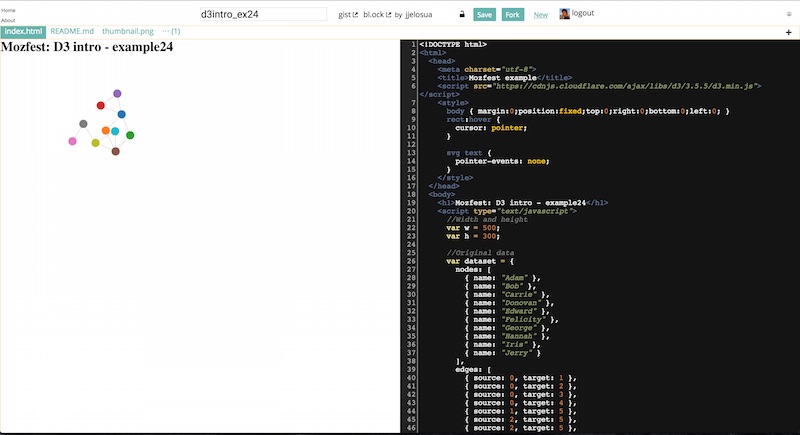 Home
About
d3intro_ex24
gist bl.ock by jjelosua
Save
Fork
New
logout
index.html README.md thumbnail.png ··· (1)
+
Mozfest: D3 intro - example24
1 <!DOCTYPE html>
2 <html>
3 <head>
4 <meta charset="utf-8">
5 <title>Mozfest example</title>
6 <script src="https://cdnjs.cloudflare.com/ajax/libs/d3/3.5.5/d3.min.js">
</script>
7 <style>
8 body { margin:0;position:fixed;top:0;right:0;bottom:0;left:0; }
9 rect:hover {
10 cursor: pointer;
11 }
12
13 svg text {
14 pointer-events: none;
15 }
16 </style>
17 </head>
18 <body>
19 <h1>Mozfest: D3 intro - example24</h1>
20 <script type="text/javascript">
21 //Width and height
22 var w = 500;
23 var h = 300;
24
25 //Original data
26 var dataset = {
27 nodes: [
28 { name: "Adam" },
29 { name: "Bob" },
30 { name: "Carrie" },
31 { name: "Donovan" },
32 { name: "Edward" },
33 { name: "Felicity" },
34 { name: "George" },
35 { name: "Hannah" },
36 { name: "Iris" },
37 { name: "Jerry" }
38 ],
39 edges: [
40 { source: 0, target: 1 },
41 { source: 0, target: 2 },
42 { source: 0, target: 3 },
43 { source: 0, target: 4 },
44 { source: 1, target: 5 },
45 { source: 2, target: 5 },
46 { source: 2, target: 5 },